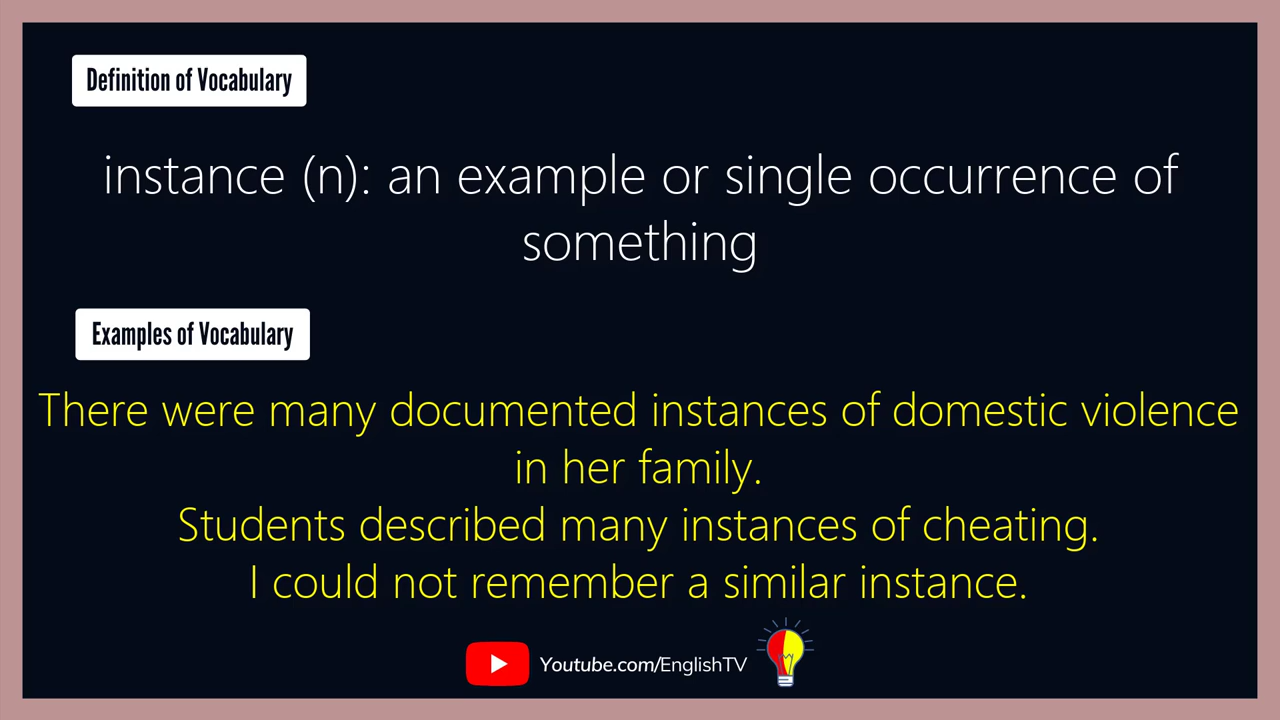 Definition of Vocabulary
instance (n): an example or single occurrence of
something
Examples of Vocabulary
There were many documented instances of domestic violence
in her family.
Students described many instances of cheating.
I could not remember a similar instance.
Youtube.com/EnglishTV